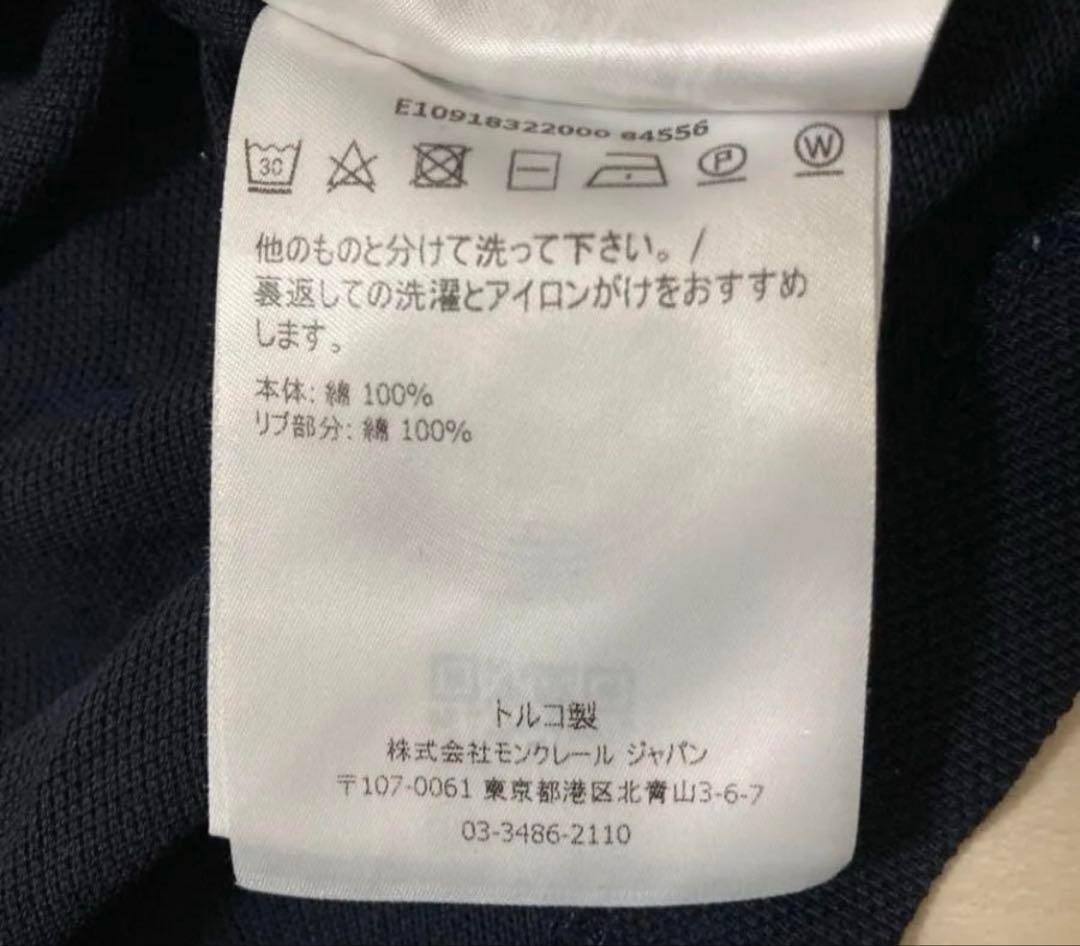 E10918322000 84556
30 P W
他のものと分けて洗って下さい。/
裏返しての洗濯とアイロンがけをおすすめ
します。
本体: 綿 100%
リブ部分: 綿 100%
トルコ製
株式会社モンクレール ジャパン
〒107-0061 東京都港区北青山3-6-7
03-3486-2110